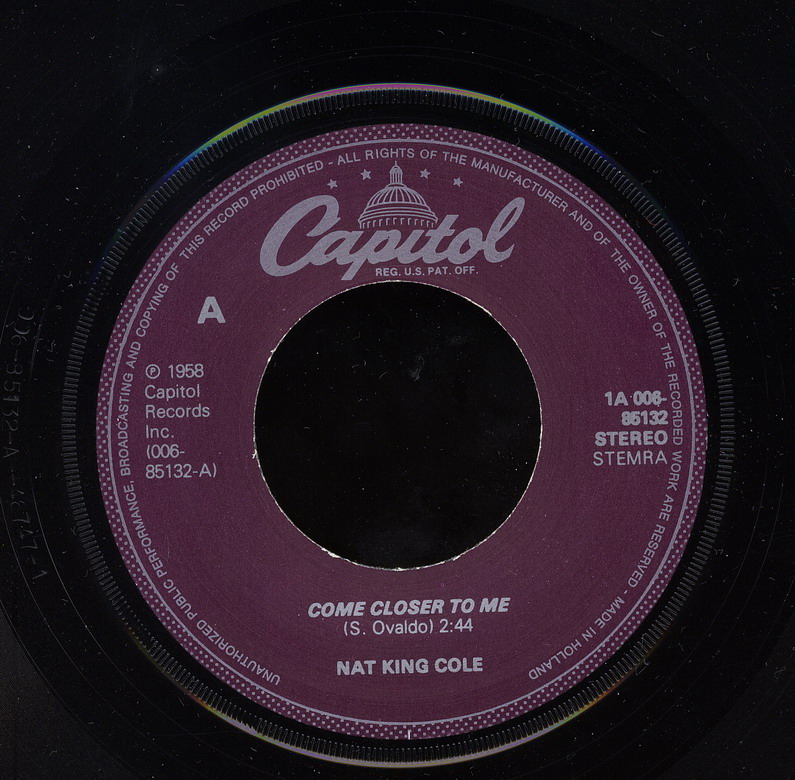 UNAUTHORIZED PUBLIC PERFORMANCE, BROADCASTING AND COPYING OF THIS RECORD PROHIBITED - ALL RIGHTS OF THE MANUFACTURER AND OF THE OWNER OF THE RECORDED WORK ARE RESERVED MADE IN HOLLAND
Capitol
REG. U.S. PAT. OFF.
A
℗ 1958
Capitol
Records
Inc.
(006-
85132-A)
1A 006-
85132
STEREO
STEMRA
COME CLOSER TO ME
(S. Ovaldo) 2:44
NAT KING COLE